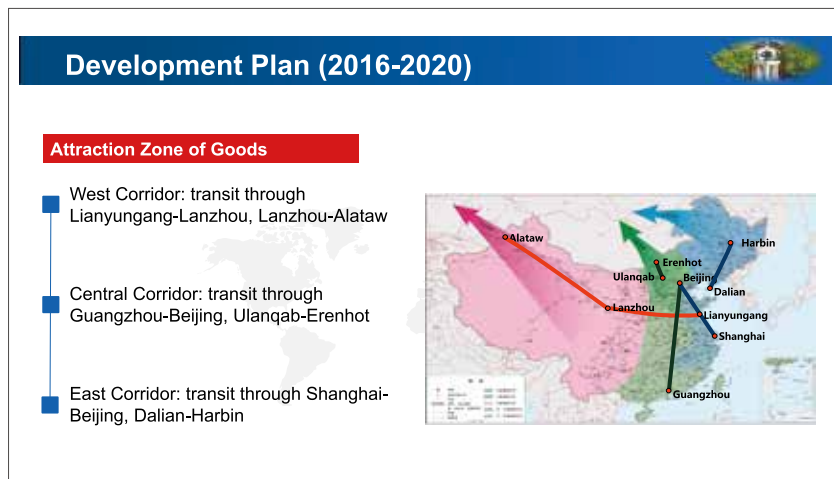 Development Plan (2016-2020)
Attraction Zone of Goods
West Corridor: transit through
Lianyungang-Lanzhou, Lanzhou-Alataw
Central Corridor: transit through
Guangzhou-Beijing, Ulanqab-Erenhot
East Corridor: transit through Shanghai-
Beijing, Dalian-Harbin
Alataw
Harbin
Erenhot
Ulanqab
Beijing
Dalian
Lanzhou
Lianyungang
Shanghai
Guangzhou